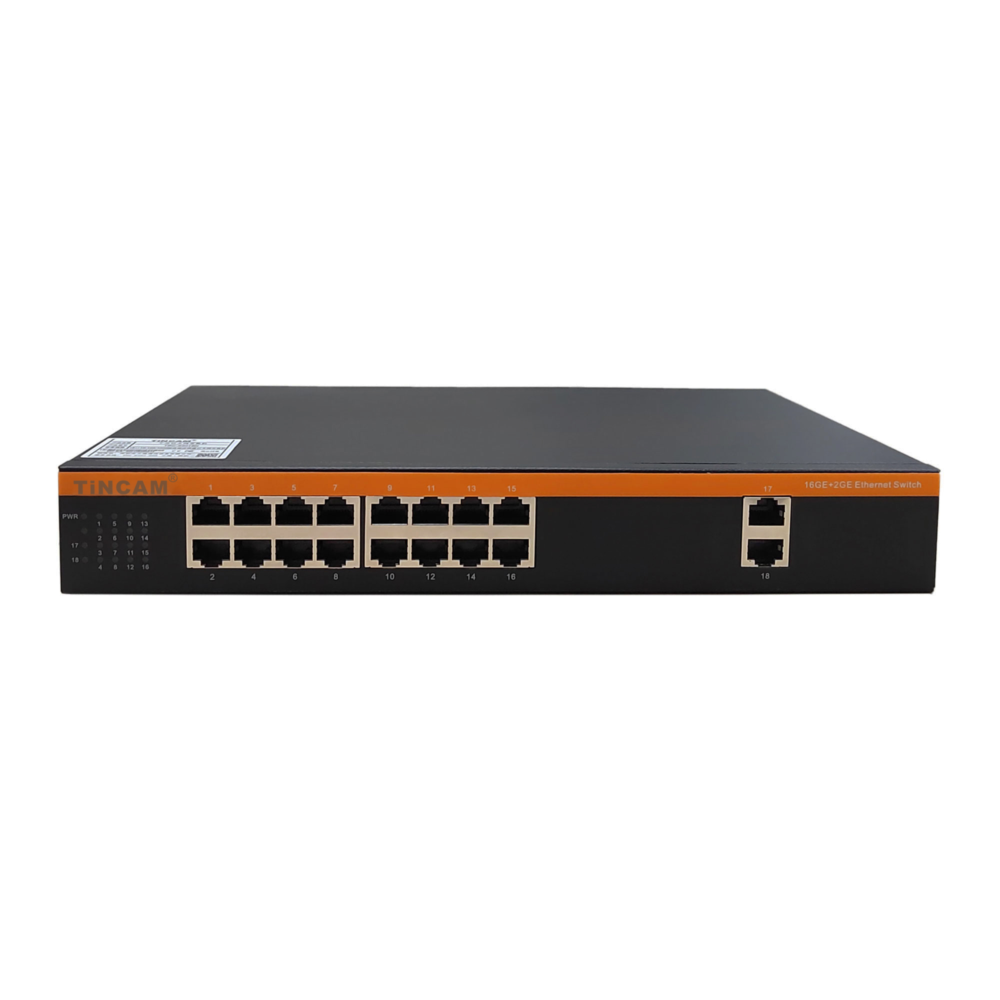 TiNCAM®
TiNCAM®
1 3 5 7 9 11 13 15 17
16GE+2GE Ethernet Switch
PWR
1 5 9 13
2 6 10 14
17
3 7 11 15
18
4 8 12 16
2 4 6 8 10 12 14 16 18